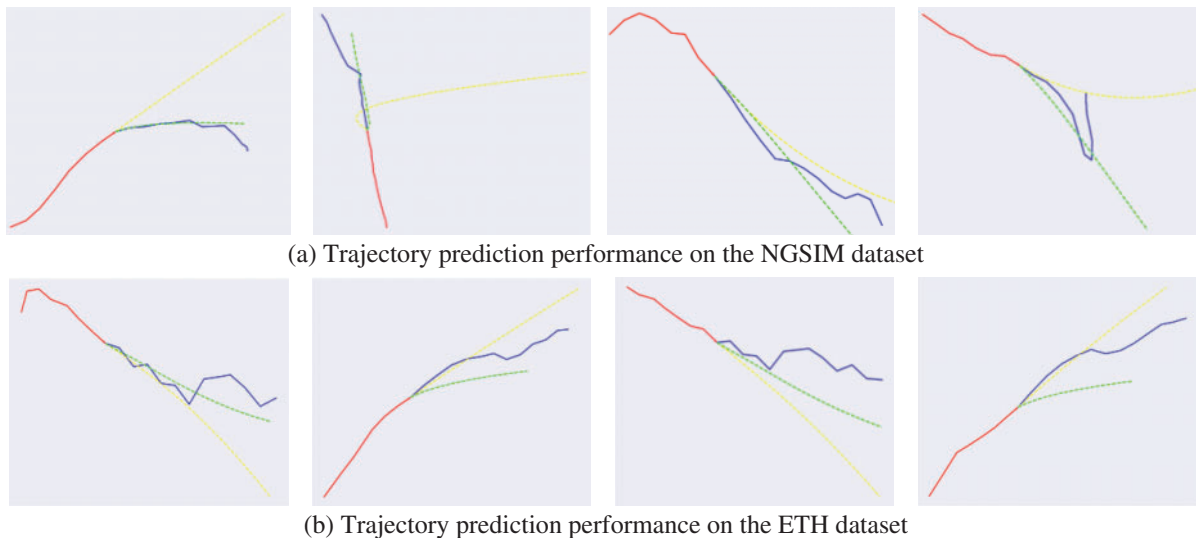 (a) Trajectory prediction performance on the NGSIM dataset
(b) Trajectory prediction performance on the ETH dataset